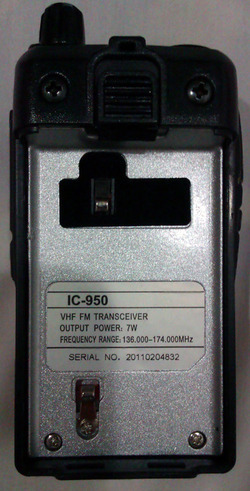 IC-950
VHF FM TRANSCEIVER
OUTPUT POWER: 7W
FREQUENCY RANGE: 136.000-174.000MHz
SERIAL NO. 20110204832